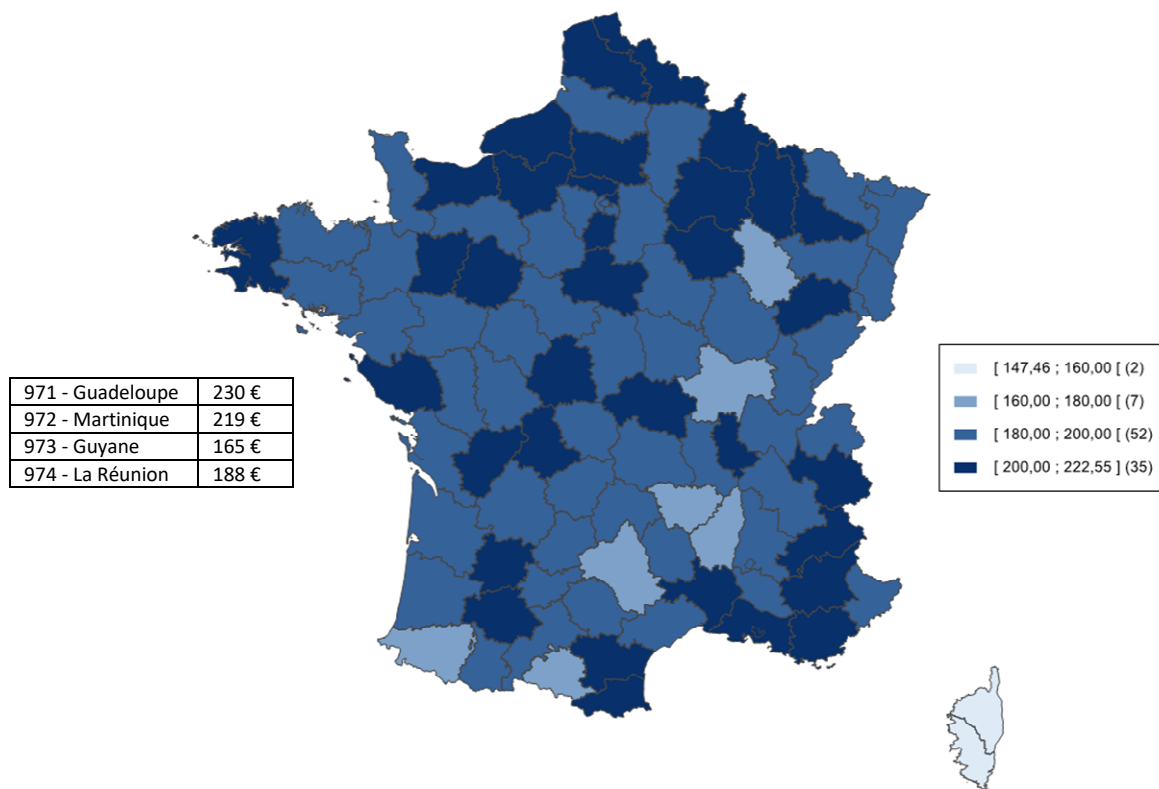 971 - Guadeloupe 230 €
972 - Martinique 219 €
973 - Guyane 165 €
974 - La Réunion 188 €
[ 147,46 ; 160,00 [ (2)
[ 160,00 ; 180,00 [ (7)
[ 180,00 ; 200,00 [ (52)
[ 200,00 ; 222,55 ] (35)